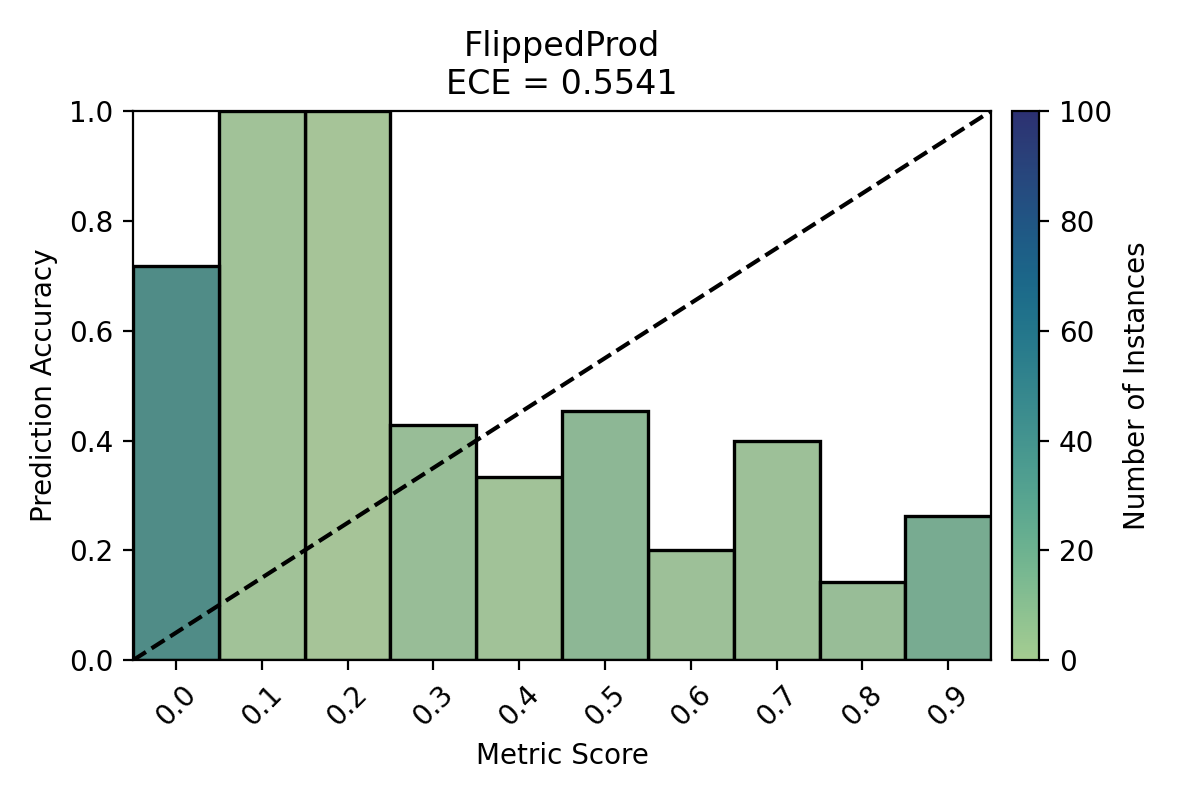 FlippedProd
ECE = 0.5541
1.0
0.8
0.6
0.4
0.2
0.0
Prediction Accuracy
0.0 0.1 0.2 0.3 0.4 0.5 0.6 0.7 0.8 0.9
Metric Score
100
80
60
40
20
0
Number of Instances